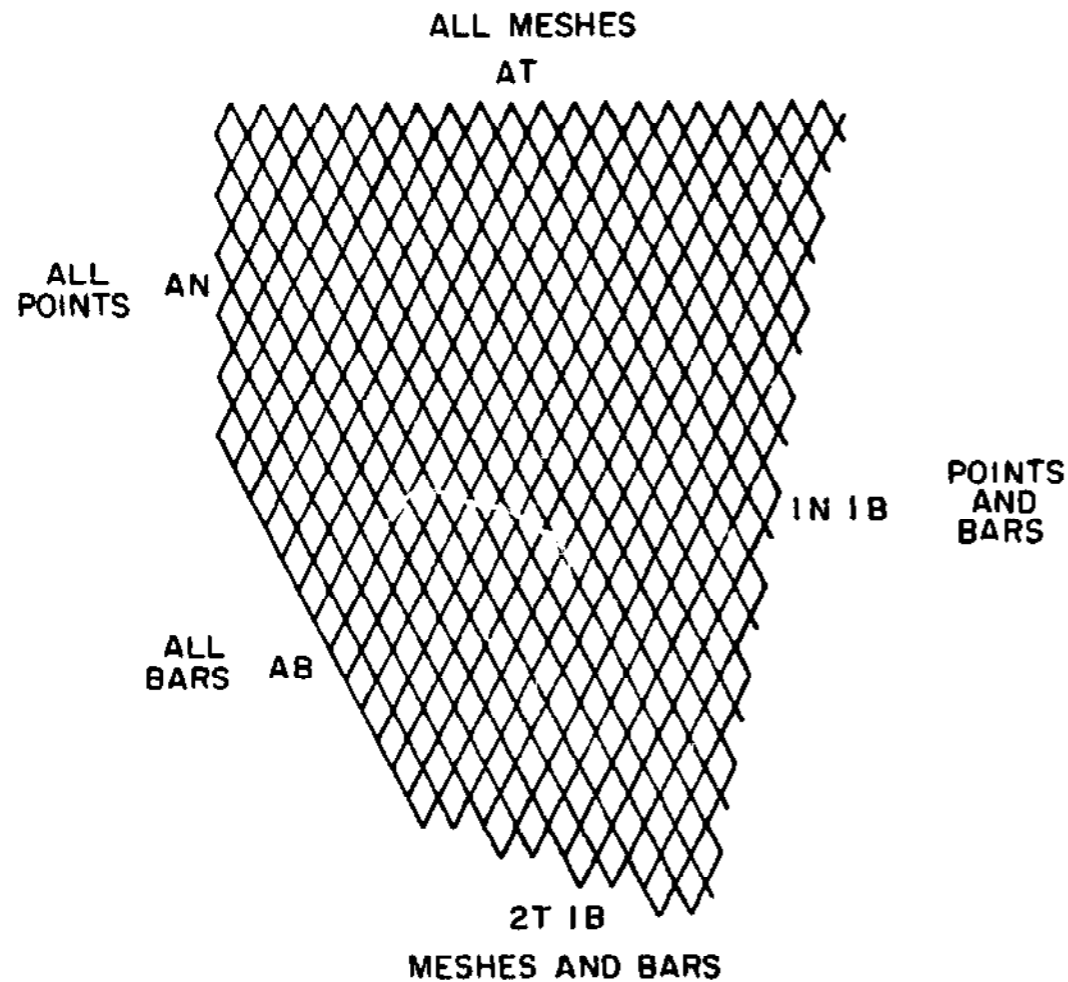 ALL MESHES
AT
ALL
POINTS
AN
POINTS
AND
BARS
1N 1B
ALL
BARS
AB
2T 1B
MESHES AND BARS